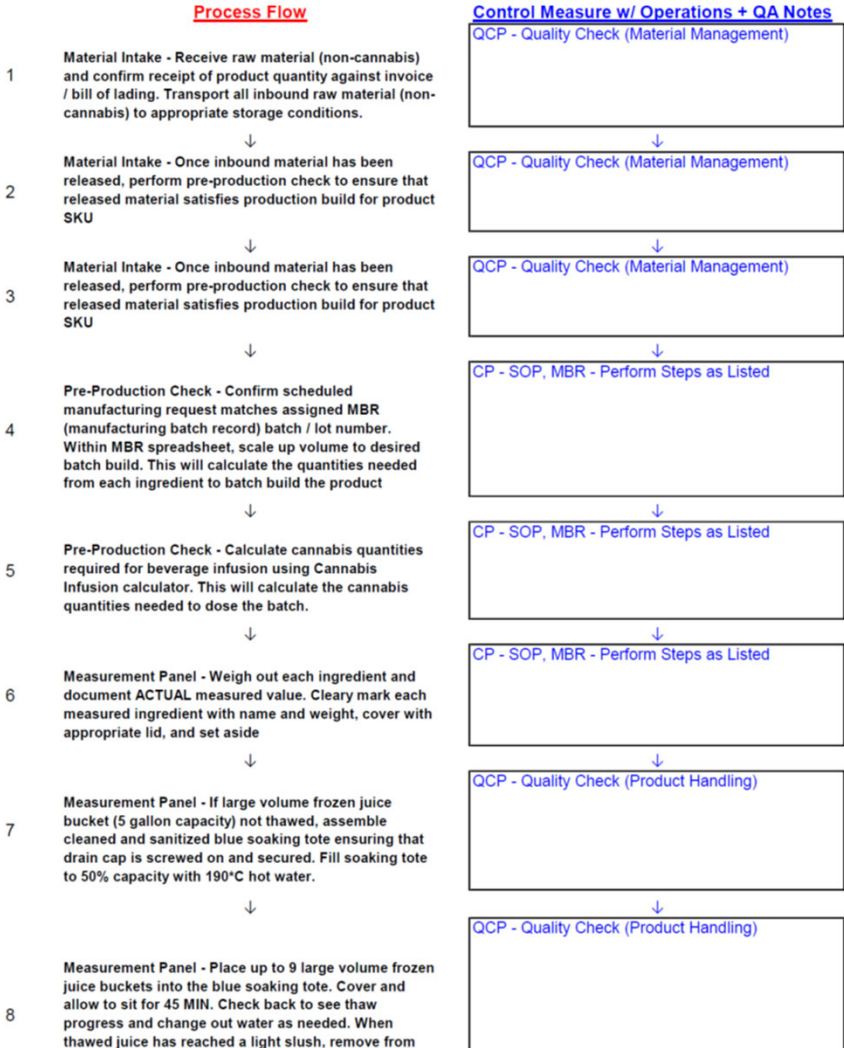 Process Flow
Control Measure w/ Operations + QA Notes
1
Material Intake - Receive raw material (non-cannabis)
and confirm receipt of product quantity against invoice
/ bill of lading. Transport all inbound raw material (non-
cannabis) to appropriate storage conditions.
QCP - Quality Check (Material Management)
↓
↓
2
Material Intake - Once inbound material has been
released, perform pre-production check to ensure that
released material satisfies production build for product
SKU
QCP - Quality Check (Material Management)
↓
↓
3
Material Intake - Once inbound material has been
released, perform pre-production check to ensure that
released material satisfies production build for product
SKU
QCP - Quality Check (Material Management)
↓
↓
4
Pre-Production Check - Confirm scheduled
manufacturing request matches assigned MBR
(manufacturing batch record) batch / lot number.
Within MBR spreadsheet, scale up volume to desired
batch build. This will calculate the quantities needed
from each ingredient to batch build the product
CP - SOP, MBR - Perform Steps as Listed
↓
↓
5
Pre-Production Check - Calculate cannabis quantities
required for beverage infusion using Cannabis
Infusion calculator. This will calculate the cannabis
quantities needed to dose the batch.
CP - SOP, MBR - Perform Steps as Listed
↓
↓
6
Measurement Panel - Weigh out each ingredient and
document ACTUAL measured value. Cleary mark each
measured ingredient with name and weight, cover with
appropriate lid, and set aside
CP - SOP, MBR - Perform Steps as Listed
↓
↓
7
Measurement Panel - If large volume frozen juice
bucket (5 gallon capacity) not thawed, assemble
cleaned and sanitized blue soaking tote ensuring that
drain cap is screwed on and secured. Fill soaking tote
to 50% capacity with 190*C hot water.
QCP - Quality Check (Product Handling)
↓
↓
8
Measurement Panel - Place up to 9 large volume frozen
juice buckets into the blue soaking tote. Cover and
allow to sit for 45 MIN. Check back to see thaw
progress and change out water as needed. When
thawed juice has reached a light slush, remove from
QCP - Quality Check (Product Handling)